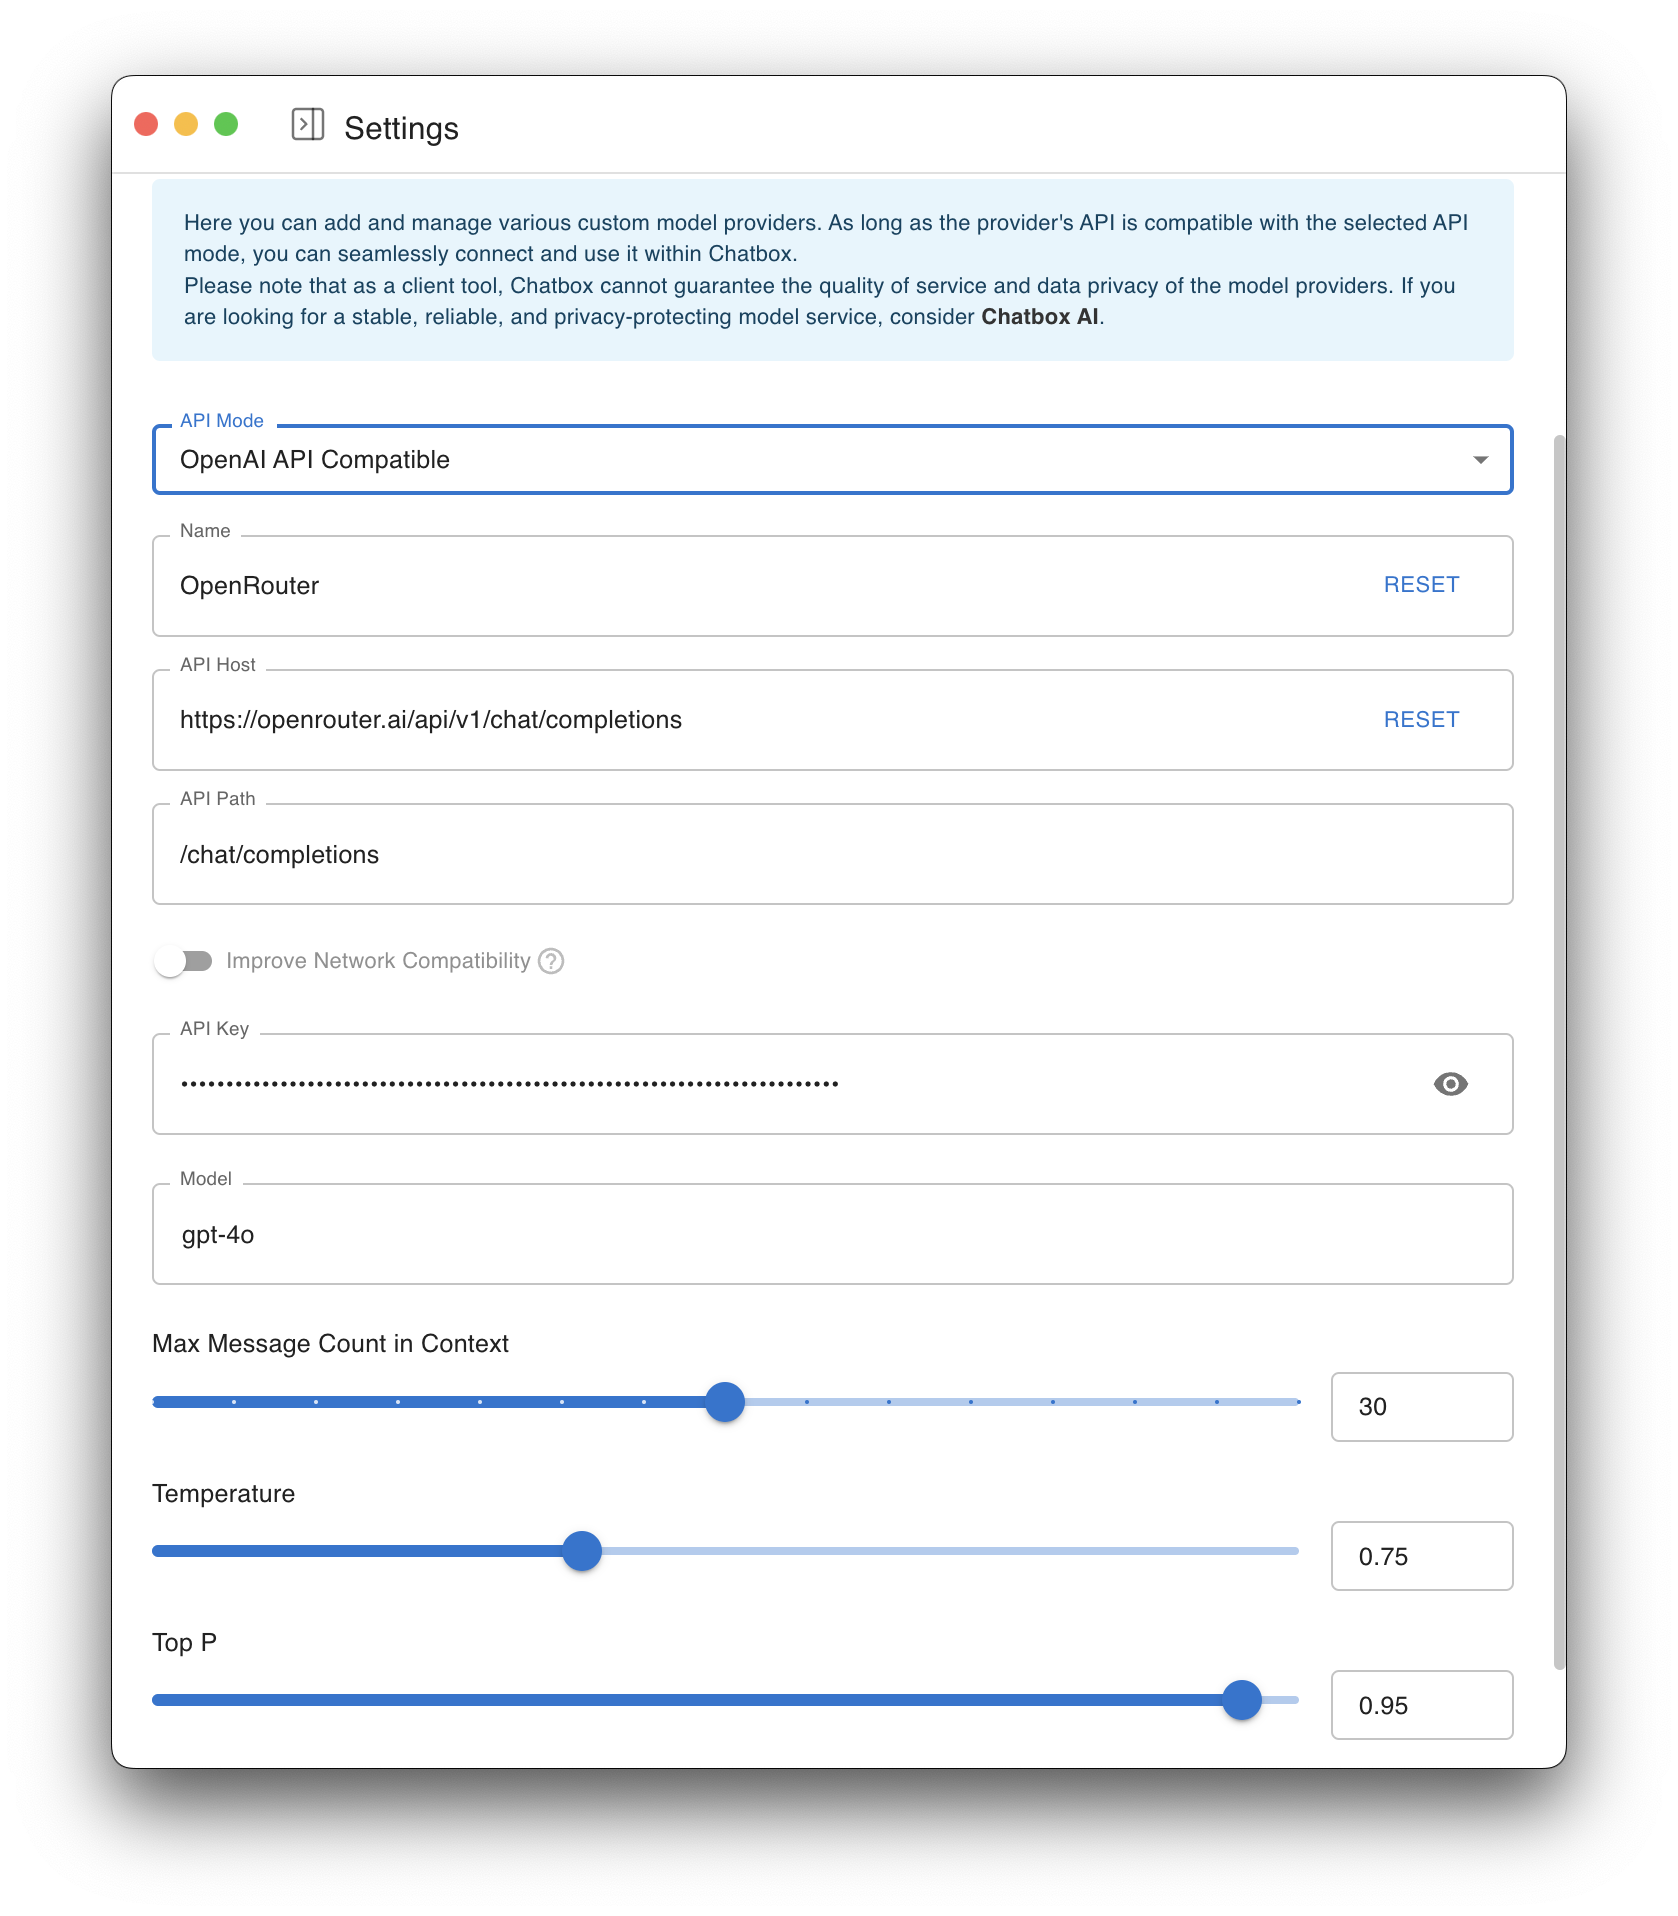 Settings
Here you can add and manage various custom model providers. As long as the provider's API is compatible with the selected API
mode, you can seamlessly connect and use it within Chatbox.
Please note that as a client tool, Chatbox cannot guarantee the quality of service and data privacy of the model providers. If you
are looking for a stable, reliable, and privacy-protecting model service, consider Chatbox AI.
API Mode
OpenAI API Compatible
Name
OpenRouter RESET
API Host
https://openrouter.ai/api/v1/chat/completions RESET
API Path
/chat/completions
Improve Network Compatibility ?
API Key
•••••••••••••••••••••••••••••••••••••••••••••••••••••••••••••••••••••••••
Model
gpt-4o
Max Message Count in Context
30
Temperature
0.75
Top P
0.95